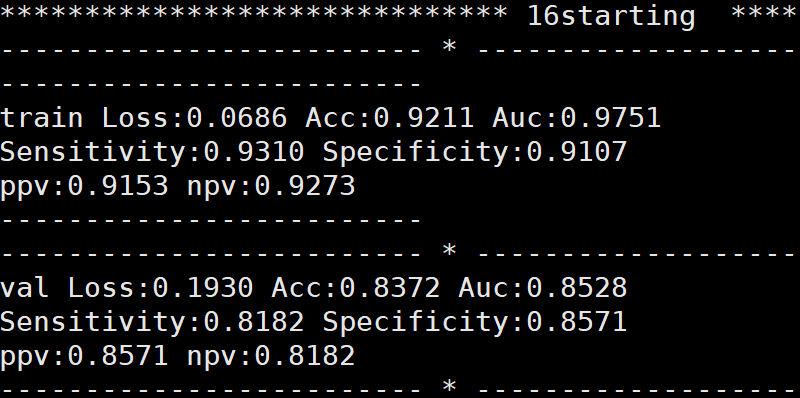 ****************************** 16starting  ****
------------------------- * -------------------
-------------------------
train Loss:0.0686 Acc:0.9211 Auc:0.9751
Sensitivity:0.9310 Specificity:0.9107
ppv:0.9153 npv:0.9273
-------------------------
------------------------- * -------------------
val Loss:0.1930 Acc:0.8372 Auc:0.8528
Sensitivity:0.8182 Specificity:0.8571
ppv:0.8571 npv:0.8182
------------------------- * -------------------